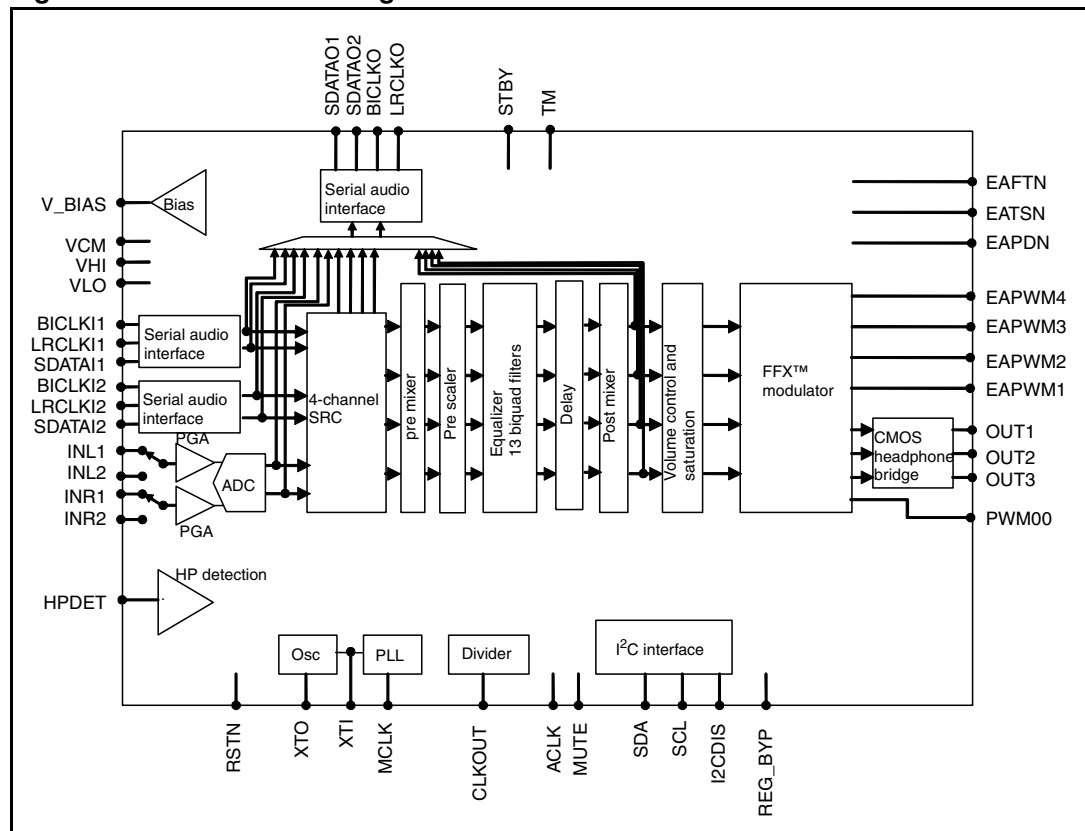 SDATAO1
SDATAO2
BICLKO
LRCLKO
STBY
TM
Serial audio
interface
V_BIAS
Bias
VCM
VHI
VLO
BICLKI1
LRCLKI1
SDATAI1
Serial audio
interface
BICLKI2
LRCLKI2
SDATAI2
Serial audio
interface
INL1
INL2
INR1
INR2
PGA
PGA
ADC
4-channel
SRC
pre mixer
Pre scaler
Equalizer
13 biquad filters
Delay
Post mixer
Volume control and
saturation
FFX™
modulator
EAFTN
EATSN
EAPDN
EAPWM4
EAPWM3
EAPWM2
EAPWM1
CMOS
headphone
bridge
OUT1
OUT2
OUT3
PWM00
HPDET
HP detection
Osc
PLL
Divider
I²C interface
RSTN
XTO
XTI
MCLK
CLKOUT
ACLK
MUTE
SDA
SCL
I2CDIS
REG_BYP